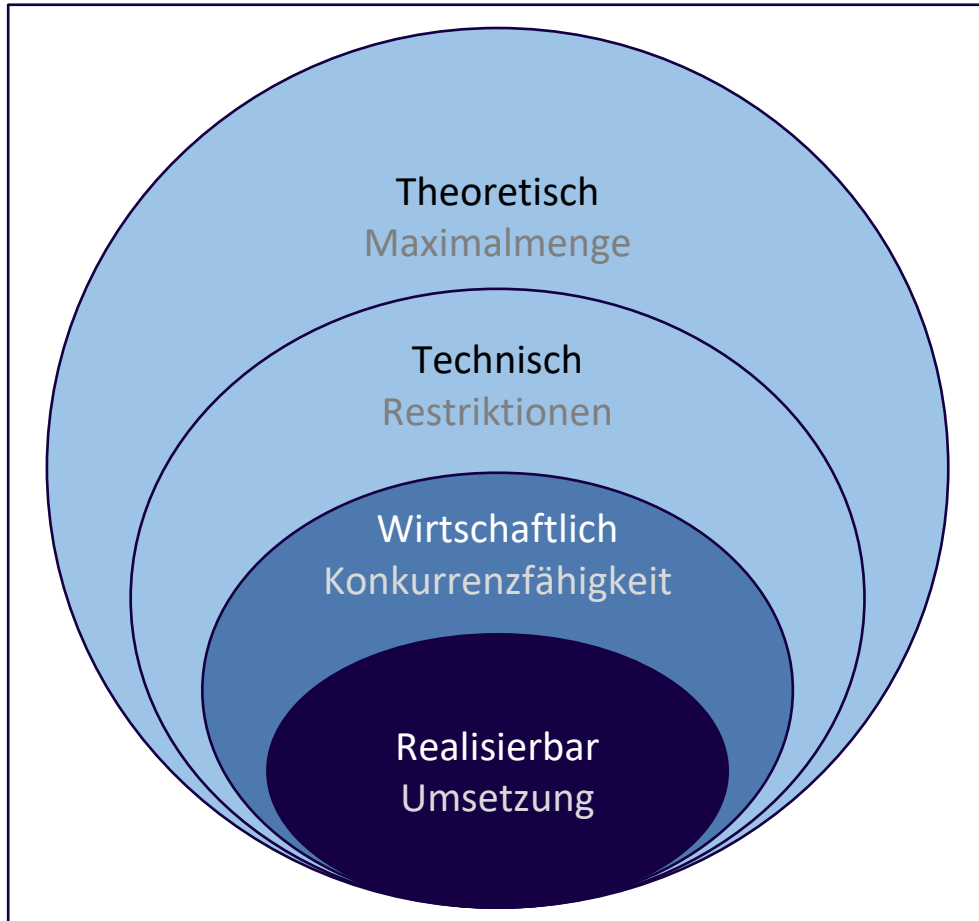 Theoretisch
Maximalmenge
Technisch
Restriktionen
Wirtschaftlich
Konkurrenzfähigkeit
Realisierbar
Umsetzung